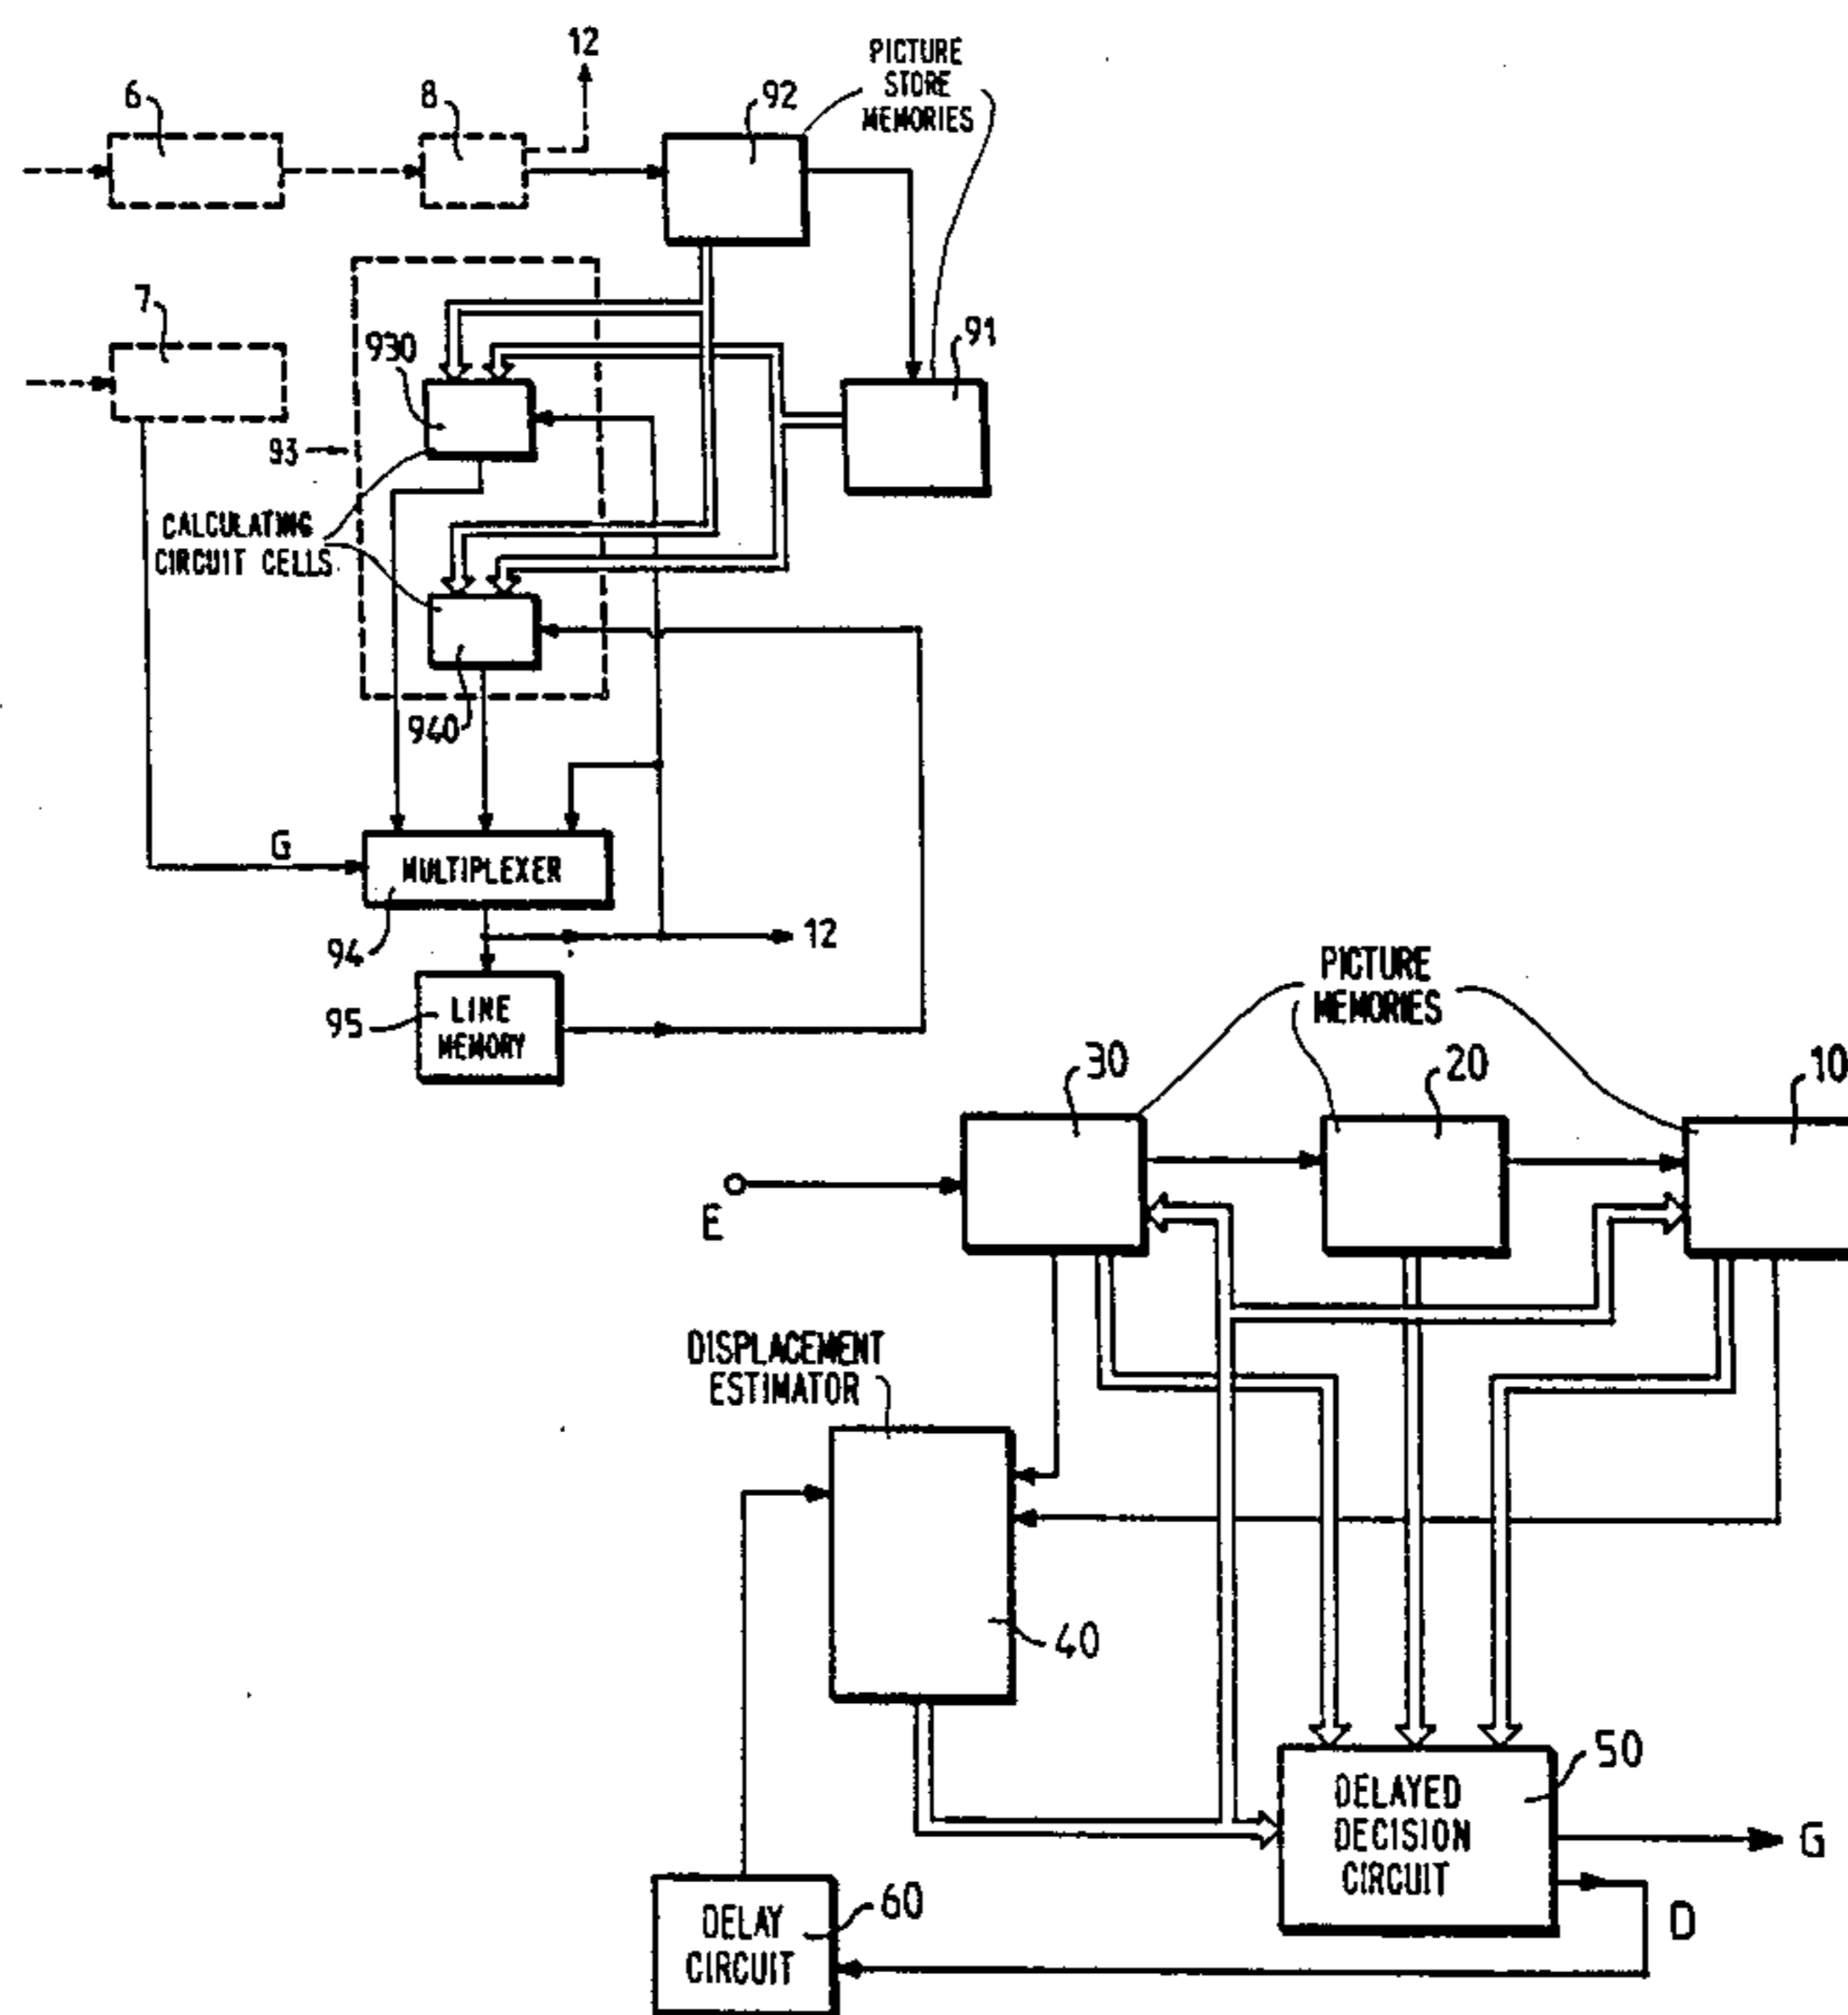 12
PICTURE
STORE
MEMORIES
6
8
92
7
930
91
93
CALCULATING
CIRCUIT CELLS
940
G
MULTIPLEXER
94
12
95
LINE
MEMORY
PICTURE
MEMORIES
30
20
10
E
DISPLACEMENT
ESTIMATOR
40
50
DELAYED
DECISION
CIRCUIT
G
60
DELAY
CIRCUIT
D